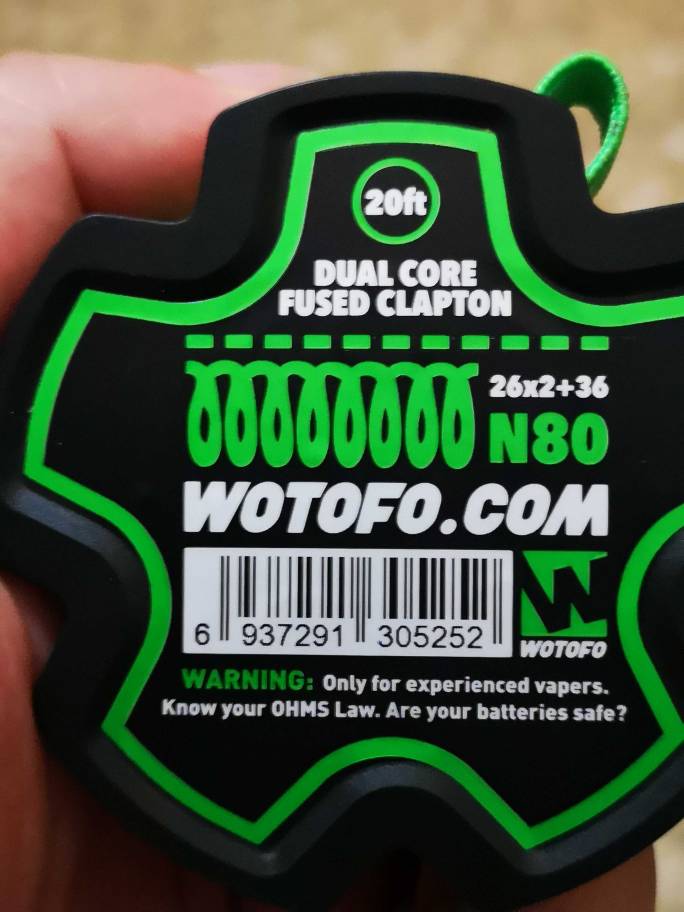 20ft
DUAL CORE
FUSED CLAPTON
26x2+36
N80
WOTOFO.COM
6 937291 305252
WOTOFO
WARNING: Only for experienced vapers.
Know your OHMS Law. Are your batteries safe?